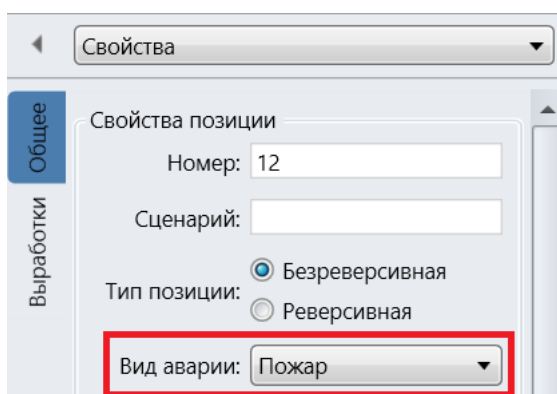 Свойства
Общее
Выработки
Свойства позиции
Номер: 12
Сценарий:
Тип позиции:
Безреверсивная
Реверсивная
Вид аварии: Пожар